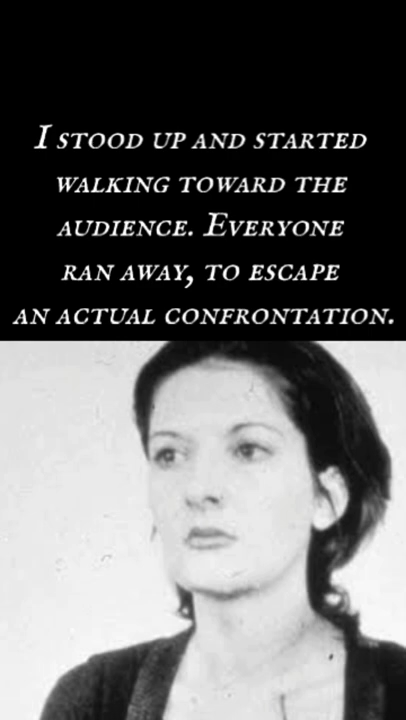 I stood up and started
walking toward the
audience. Everyone
ran away, to escape
an actual confrontation.